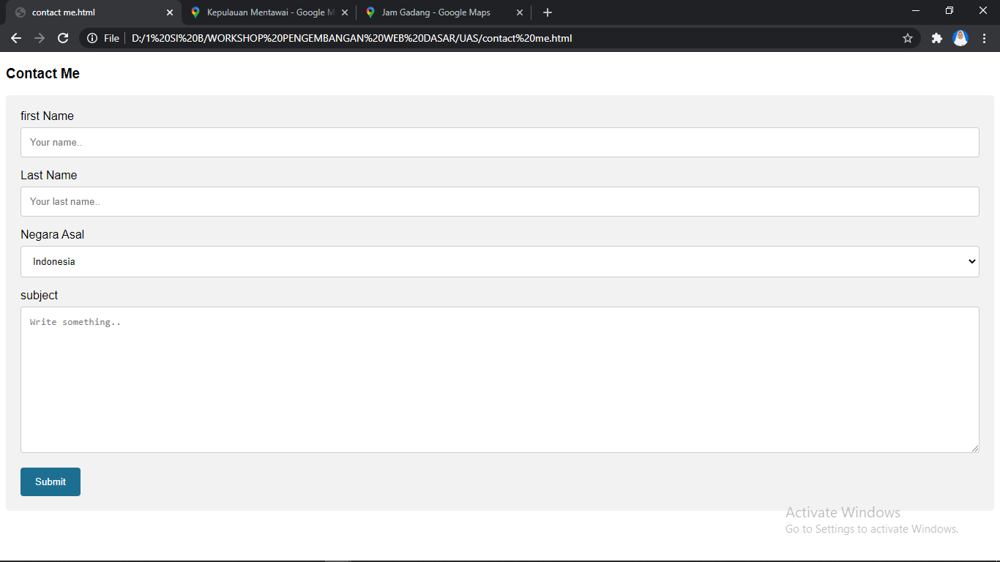 contact me.html
Kepulauan Mentawai - Google M
Jam Gadang - Google Maps
File
D:/1%20SI%20B/WORKSHOP%20PENGEMBANGAN%20WEB%20DASAR/UAS/contact%20me.html
Contact Me
first Name
Your name..
Last Name
Your last name..
Negara Asal
Indonesia
subject
Write something..
Submit
Activate Windows
Go to Settings to activate Windows.